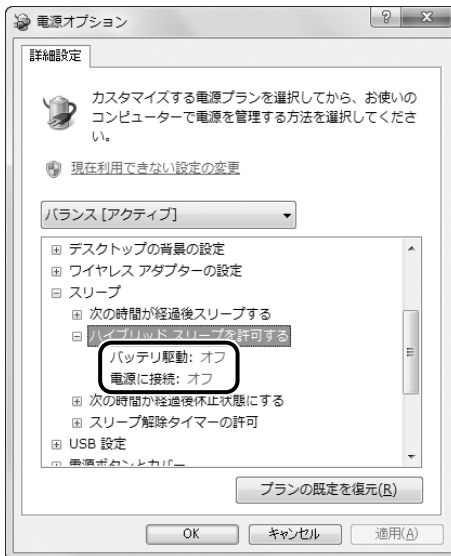 電源オプション
詳細設定
カスタマイズする電源プランを選択してから、お使いの
コンピューターで電源を管理する方法を選択してくださ
い。
現在利用できない設定の変更
バランス [アクティブ]
デスクトップの背景の設定
ワイヤレス アダプターの設定
スリープ
次の時間が経過後スリープする
ハイブリッド スリープを許可する
バッテリ駆動: オフ
電源に接続: オフ
次の時間が経過後休止状態にする
スリープ解除タイマーの許可
USB 設定
電源ボタンとカバー
プランの既定を復元(R)
OK
キャンセル
適用(A)